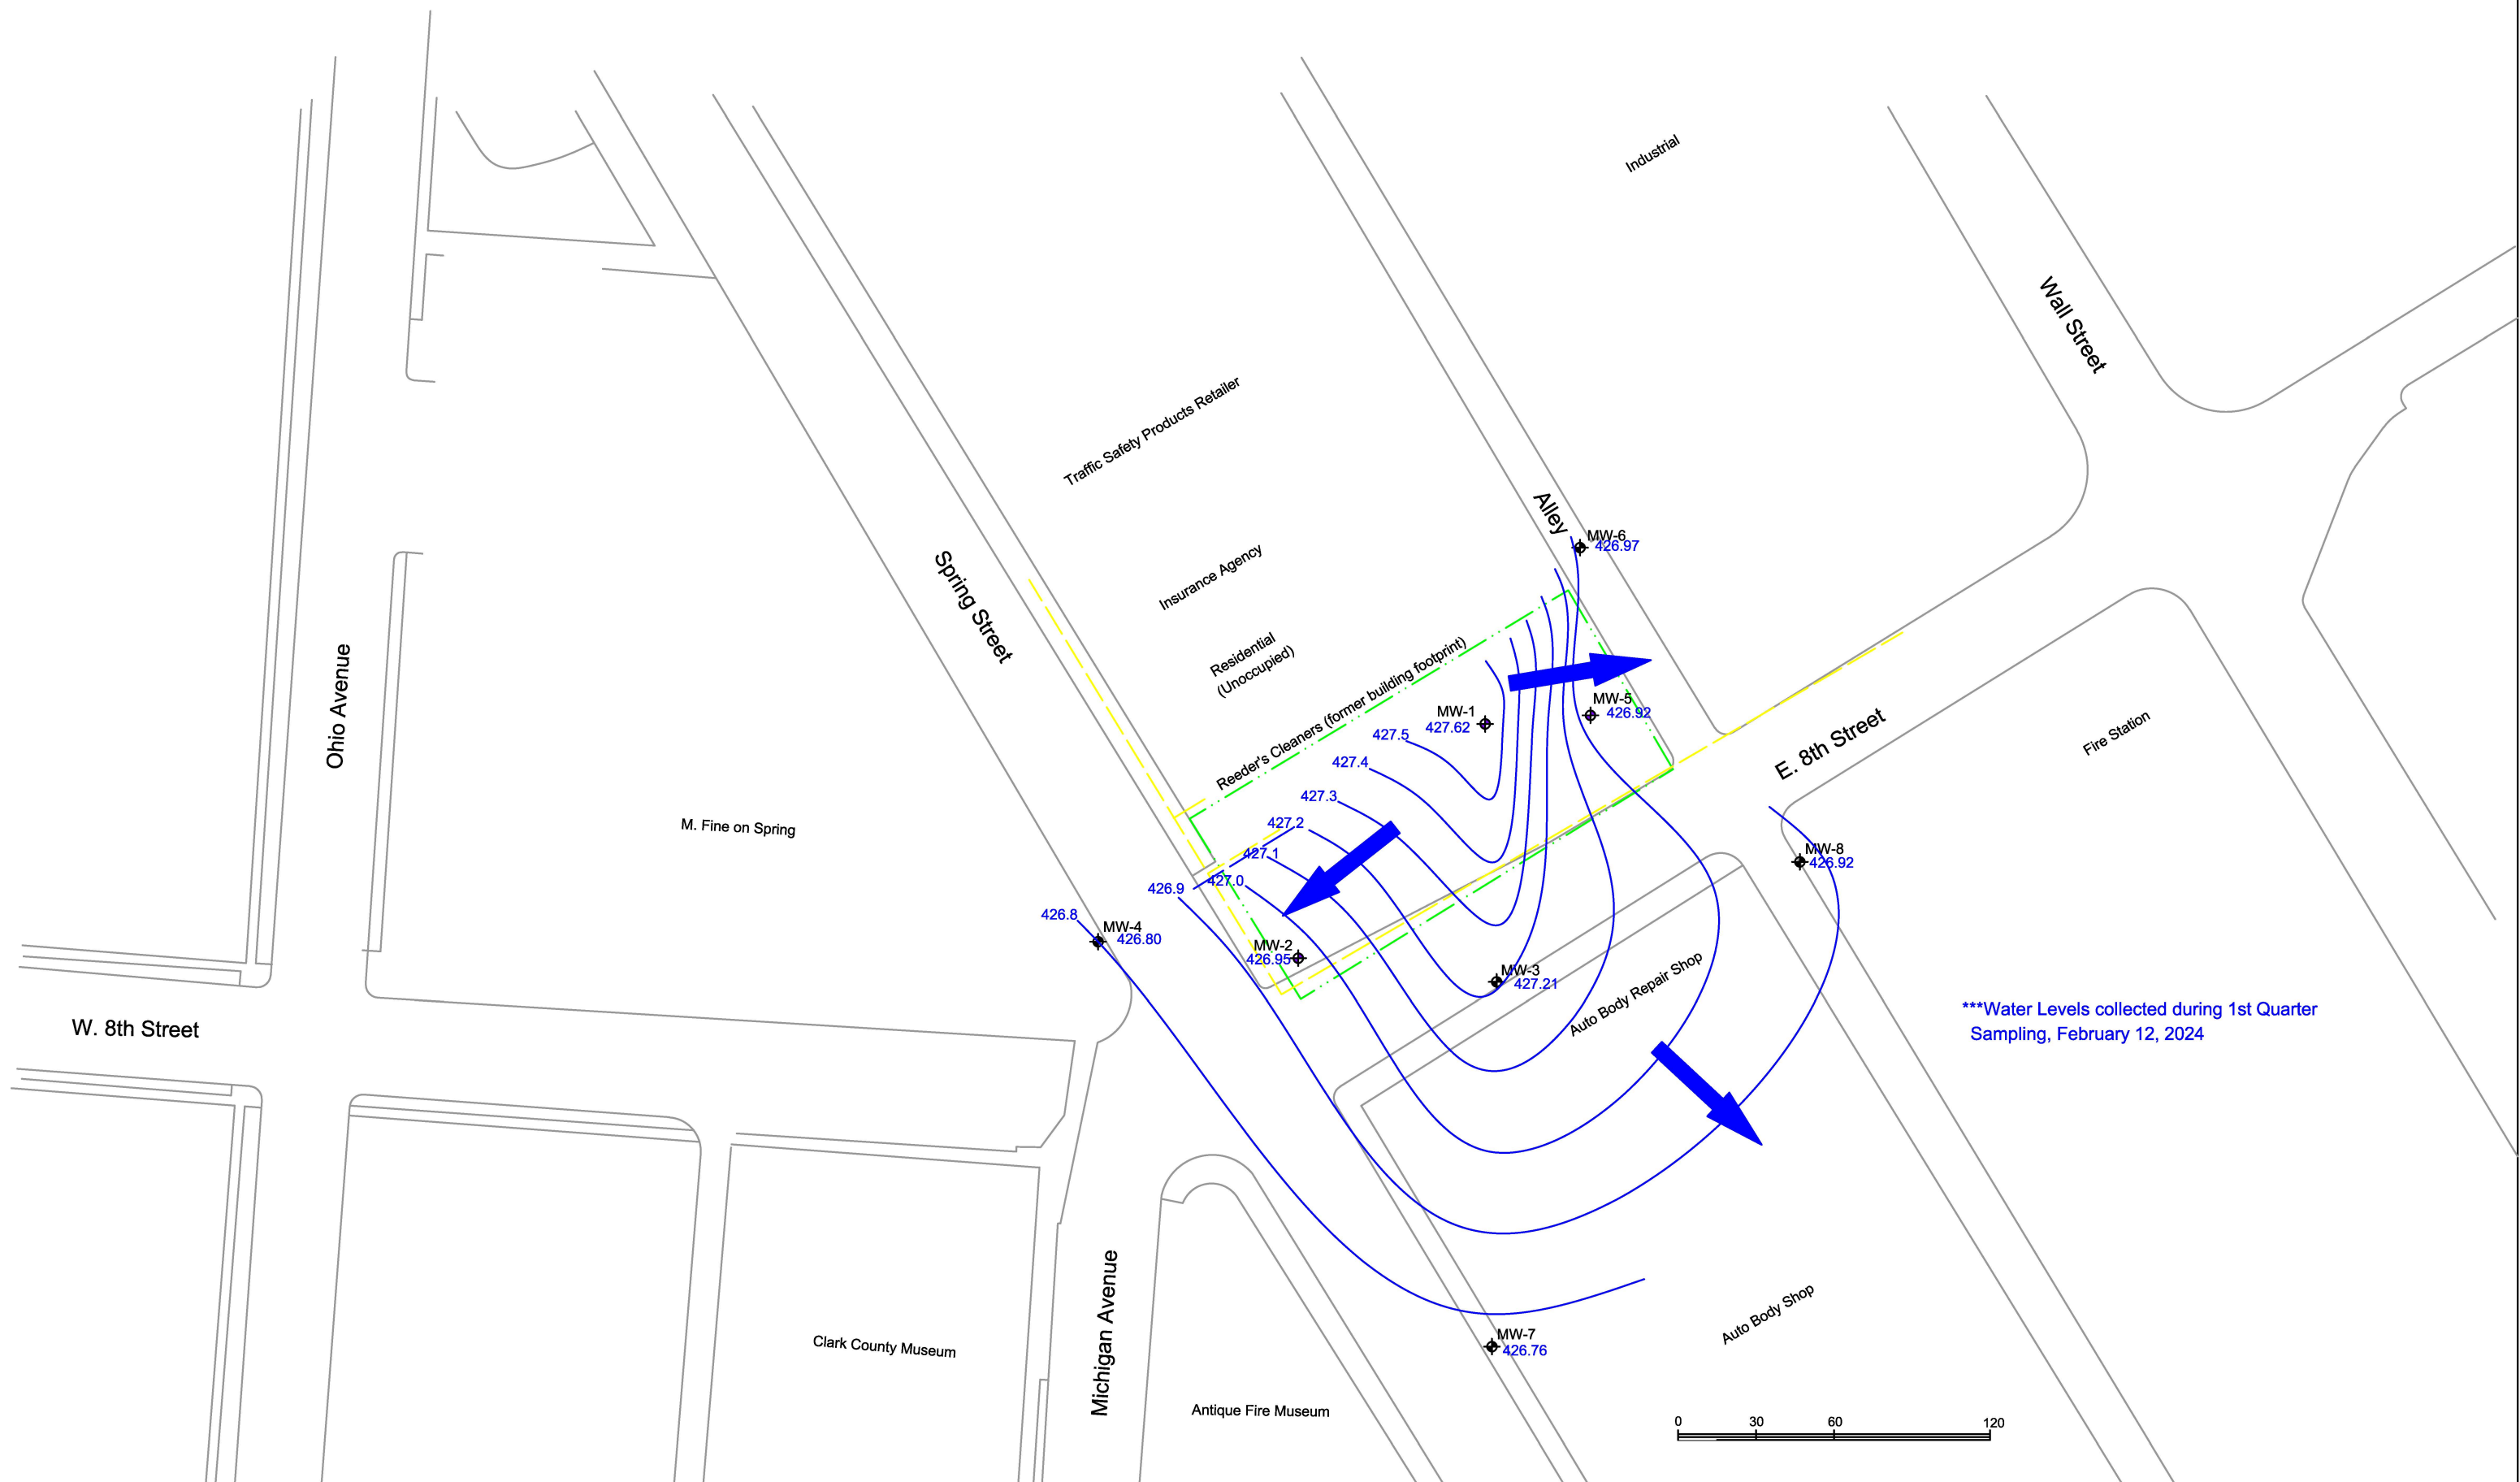 Industrial
Wall Street
Traffic Safety Products Retailer
Alley
MW-6
426.97
Insurance Agency
Spring Street
Residential
(Unoccupied)
Reeder's Cleaners (former building footprint)
Ohio Avenue
MW-5
426.92
MW-1
427.62
E. 8th Street
Fire Station
427.5
427.4
427.3
427.2
427.1
427.0
426.9
426.8
M. Fine on Spring
MW-8
426.92
MW-4
426.80
MW-2
426.95
MW-3
427.21
Auto Body Repair Shop
***Water Levels collected during 1st Quarter
Sampling, February 12, 2024
W. 8th Street
Michigan Avenue
Clark County Museum
MW-7
426.76
Auto Body Shop
Antique Fire Museum
0 30 60 120